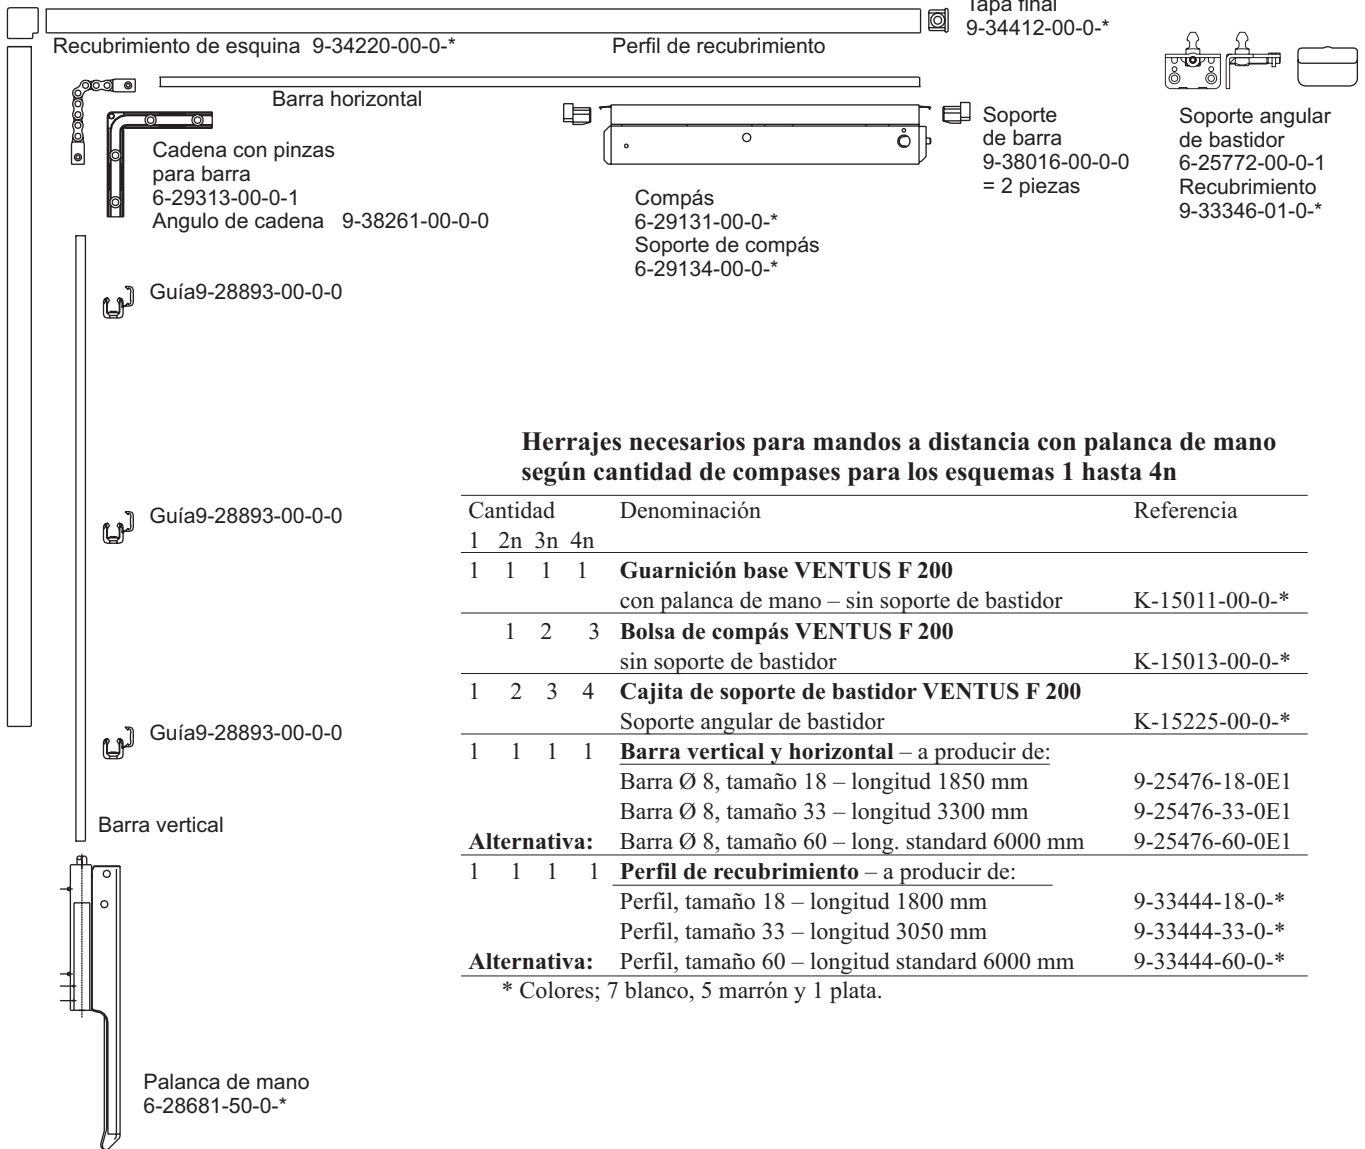 Tapa final
9-34412-00-0-*
Recubrimiento de esquina 9-34220-00-0-*
Perfil de recubrimiento
Barra horizontal
Cadena con pinzas
para barra
6-29313-00-0-1
Angulo de cadena 9-38261-00-0-0
Compás
6-29131-00-0-*
Soporte de compás
6-29134-00-0-*
Soporte
de barra
9-38016-00-0-0
= 2 piezas
Soporte angular
de bastidor
6-25772-00-0-1
Recubrimiento
9-33346-01-0-*
Guía9-28893-00-0-0
Guía9-28893-00-0-0
Guía9-28893-00-0-0
Barra vertical
Palanca de mano
6-28681-50-0-*
Herrajes necesarios para mandos a distancia con palanca de mano
según cantidad de compases para los esquemas 1 hasta 4n
Cantidad Denominación Referencia
1 2n 3n 4n
1 1 1 1 Guarnición base VENTUS F 200
con palanca de mano – sin soporte de bastidor K-15011-00-0-*
1 2 3 Bolsa de compás VENTUS F 200
sin soporte de bastidor K-15013-00-0-*
1 2 3 4 Cajita de soporte de bastidor VENTUS F 200
Soporte angular de bastidor K-15225-00-0-*
1 1 1 1 Barra vertical y horizontal – a producir de:
Barra Ø 8, tamaño 18 – longitud 1850 mm 9-25476-18-0E1
Barra Ø 8, tamaño 33 – longitud 3300 mm 9-25476-33-0E1
Alternativa: Barra Ø 8, tamaño 60 – long. standard 6000 mm 9-25476-60-0E1
1 1 1 1 Perfil de recubrimiento – a producir de:
Perfil, tamaño 18 – longitud 1800 mm 9-33444-18-0-*
Perfil, tamaño 33 – longitud 3050 mm 9-33444-33-0-*
Alternativa: Perfil, tamaño 60 – longitud standard 6000 mm 9-33444-60-0-*
* Colores; 7 blanco, 5 marrón y 1 plata.